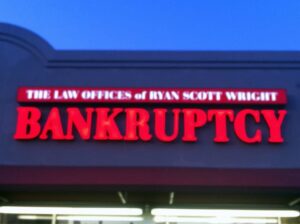 THE LAW OFFICES of RYAN SCOTT WRIGHT
BANKRUPTCY